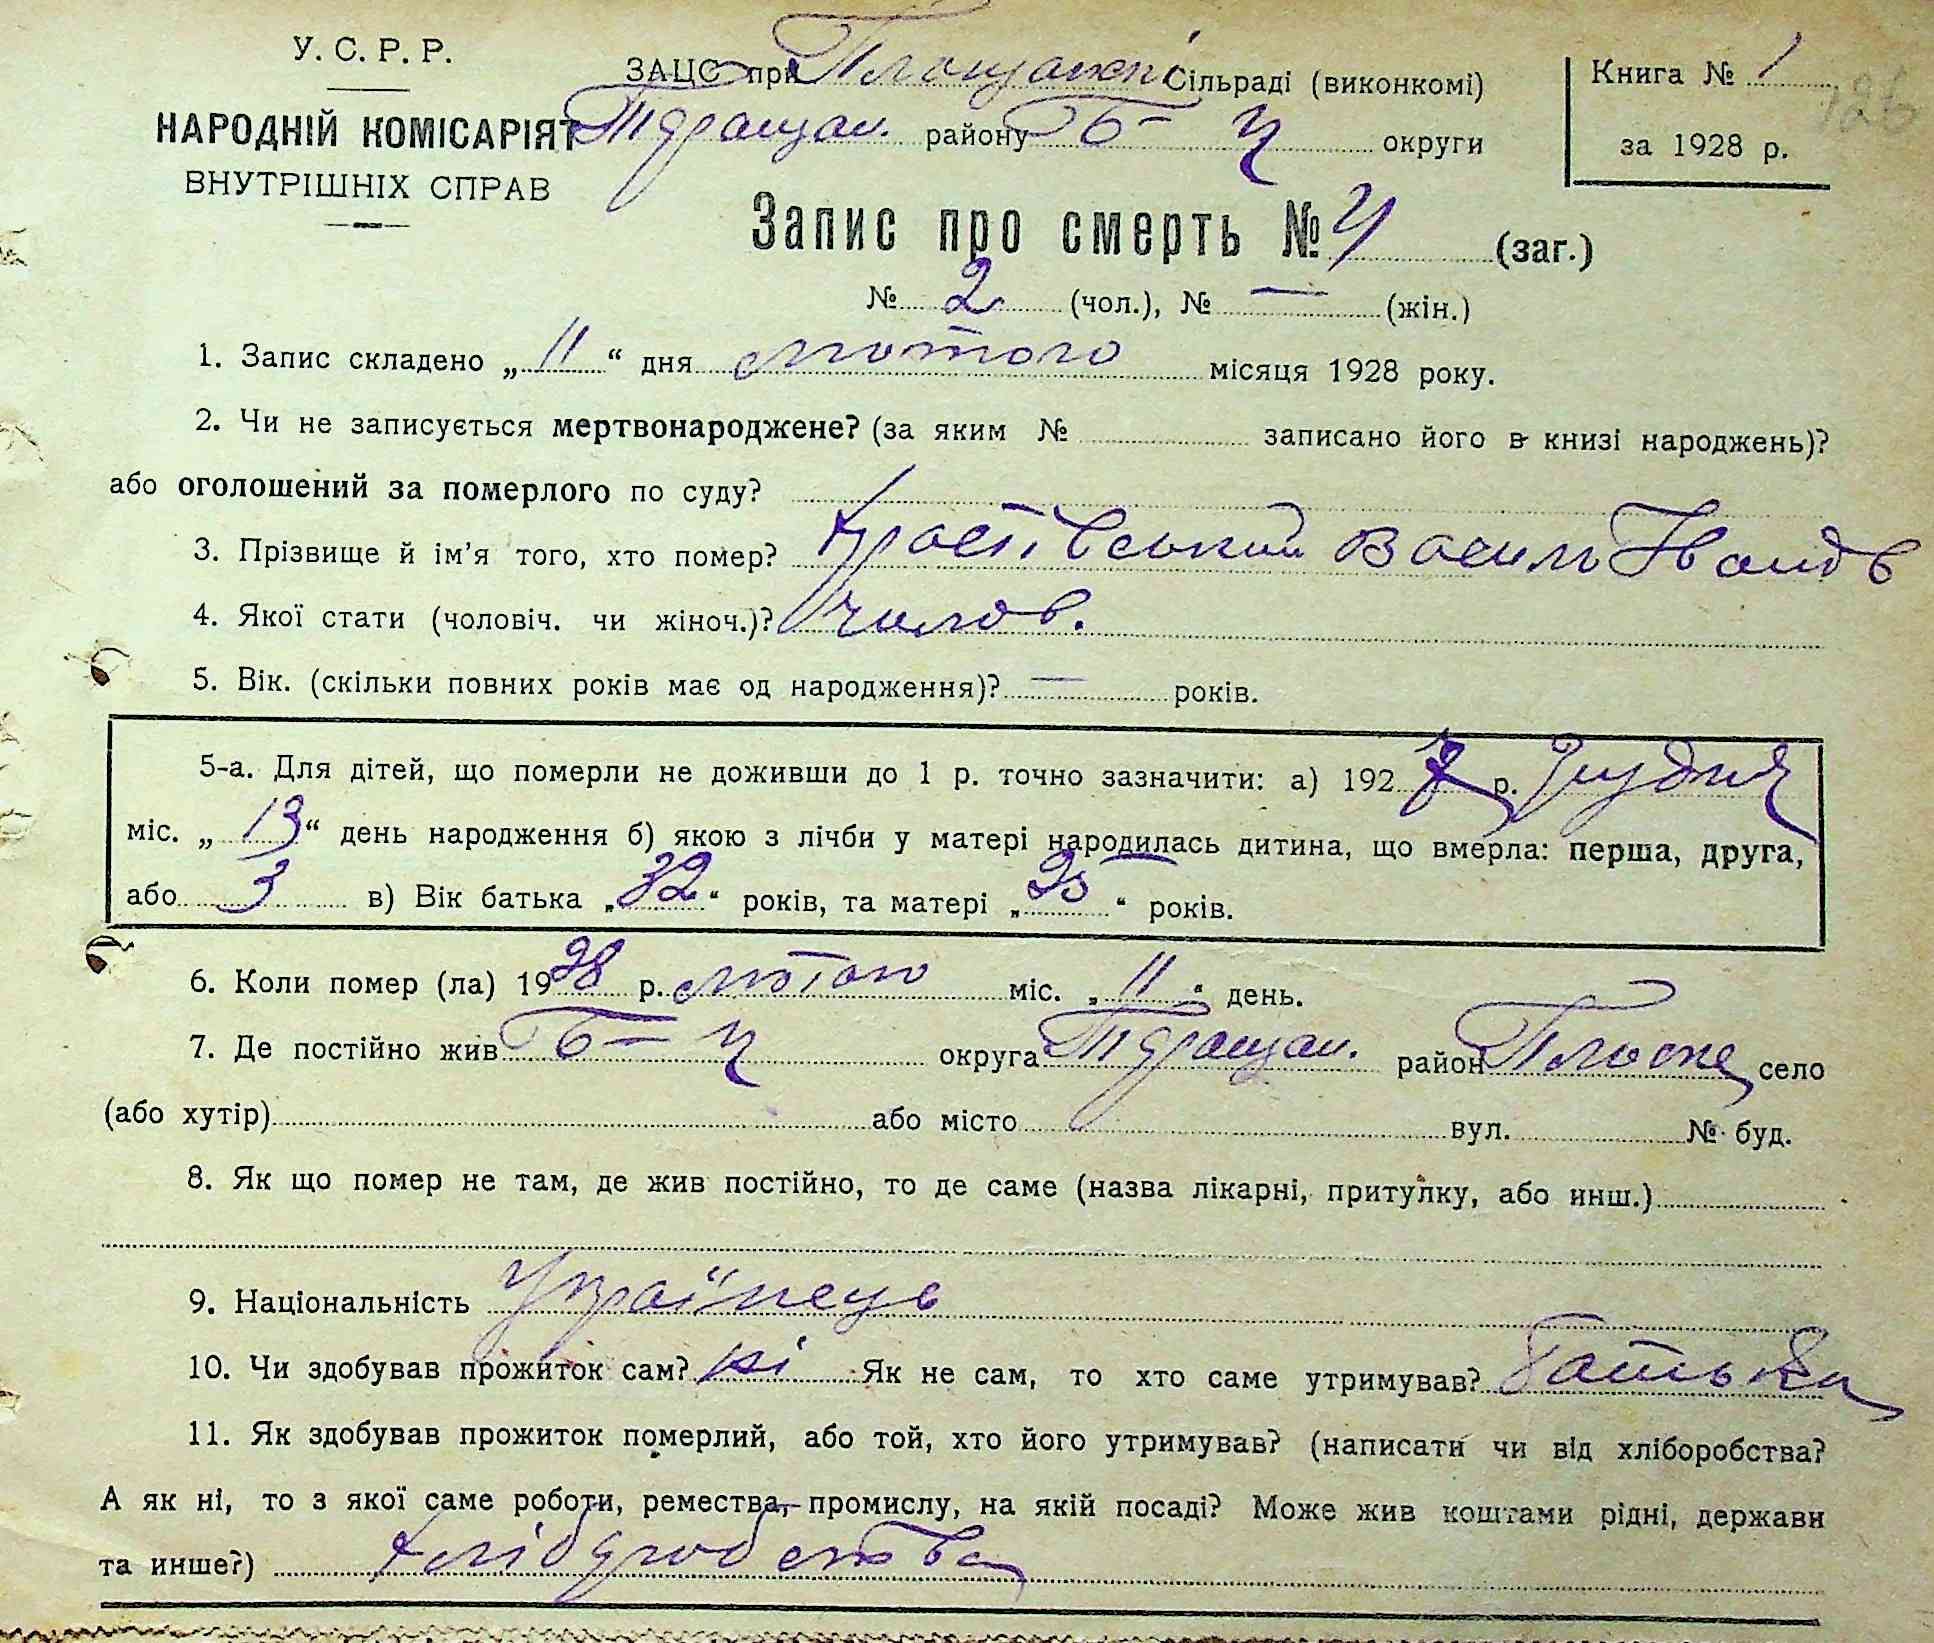 У. С. Р. Р.
НАРОДНІЙ КОМІСАРІЯТ
ВНУТРІШНІХ СПРАВ
ЗАЦС при Площанскі Сільраді (виконкомі)
Таращан. району Б-Ц округи
Книга № 1
126
за 1928 р.
Запис про смерть № 4 (заг.)
№ 2 (чол.), № — (жін.)
1. Запис складено „ 11 “ дня лютого місяця 1928 року.
2. Чи не записується мертвонароджене? (за яким № записано його в книзі народжень)?
або оголошений за померлого по суду?
3. Прізвище й ім'я того, хто помер? Василь Іванов
4. Якої стати (чоловіч. чи жіноч.)? чолов.
5. Вік. (скільки повних років має од народження)? — років.
5-а. Для дітей, що померли не доживши до 1 р. точно зазначити: а) 1927 р. Грудня
міс. „ 13 “ день народження б) якою з лічби у матері народилась дитина, що вмерла: перша, друга,
або 3 в) Вік батька „ 32 “ років, та матері „ 25 “ років.
6. Коли помер (ла) 1928 р. лютого міс. „ 11 “ день.
7. Де постійно жив Б-Ц округа Таращан. район Плоске село
(або хутір) або місто вул. № буд.
8. Як що помер не там, де жив постійно, то де саме (назва лікарні, притулку, або инш.)
9. Національність Українець
10. Чи здобував прожиток сам? ні Як не сам, то хто саме утримував? Батько
11. Як здобував прожиток померлий, або той, хто його утримував? (написати чи від хліборобства?
А як ні, то з якої саме роботи, ремества, промислу, на якій посаді? Може жив коштами рідні, держави
та инше?) хлібороб ства